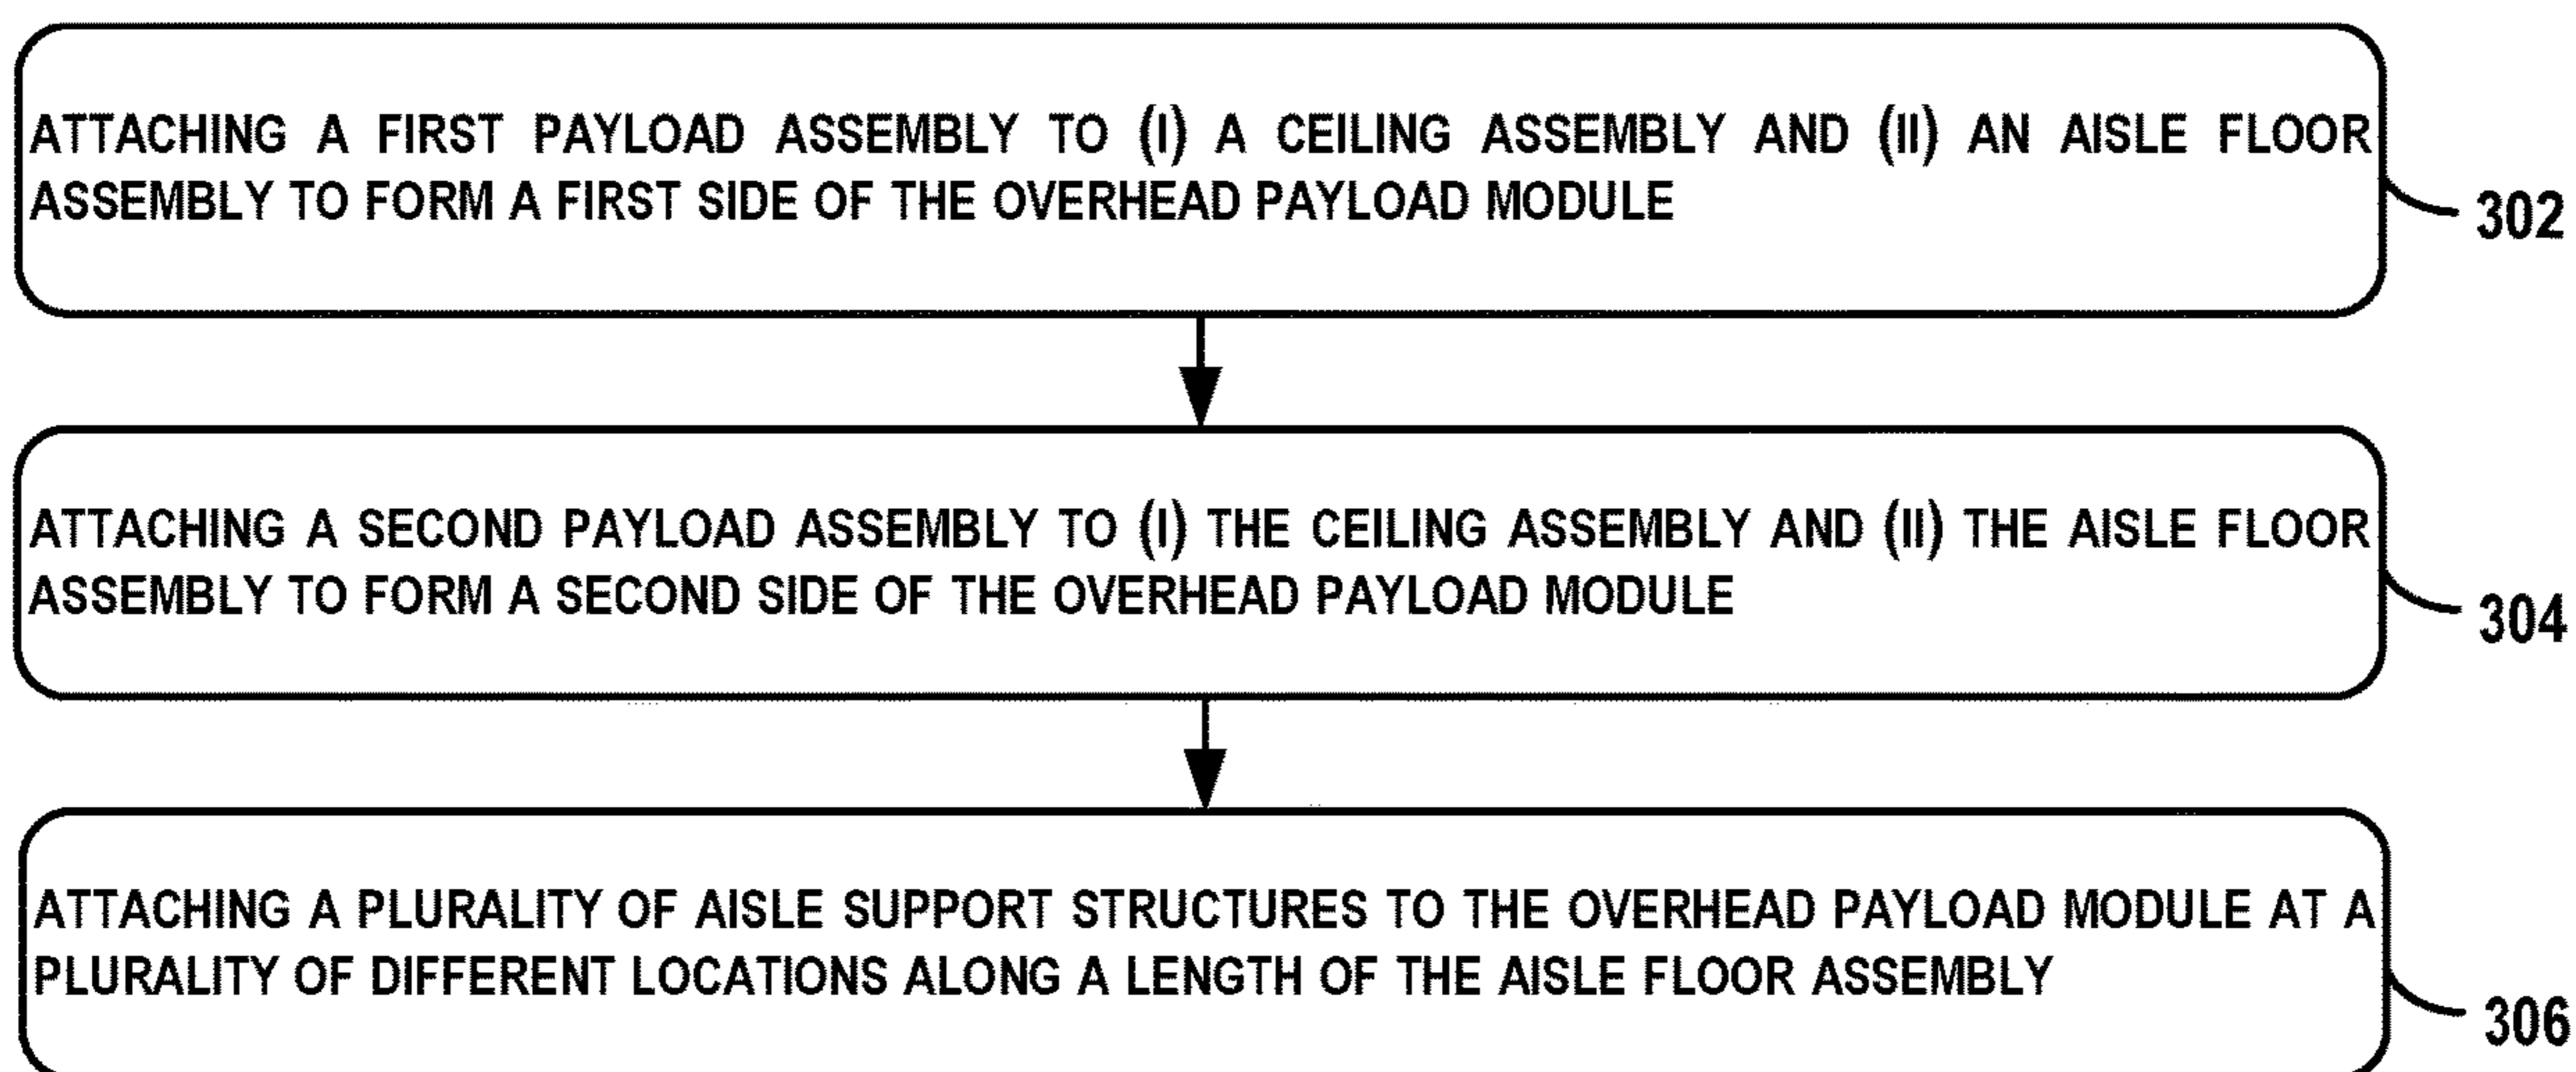 ATTACHING A FIRST PAYLOAD ASSEMBLY TO (I) A CEILING ASSEMBLY AND (II) AN AISLE FLOOR
ASSEMBLY TO FORM A FIRST SIDE OF THE OVERHEAD PAYLOAD MODULE
302
ATTACHING A SECOND PAYLOAD ASSEMBLY TO (I) THE CEILING ASSEMBLY AND (II) THE AISLE FLOOR
ASSEMBLY TO FORM A SECOND SIDE OF THE OVERHEAD PAYLOAD MODULE
304
ATTACHING A PLURALITY OF AISLE SUPPORT STRUCTURES TO THE OVERHEAD PAYLOAD MODULE AT A
PLURALITY OF DIFFERENT LOCATIONS ALONG A LENGTH OF THE AISLE FLOOR ASSEMBLY
306